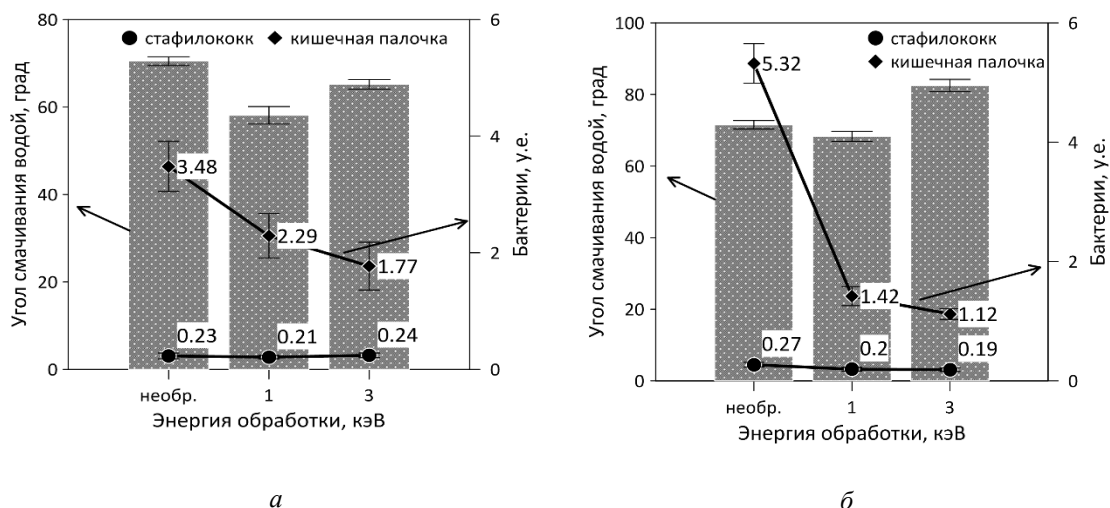 80
60
40
20
0
Угол смачивания водой, град
стафилококк
кишечная палочка
6
4
2
0
Бактерии, у.е.
3.48
2.29
1.77
0.23
0.21
0.24
необр.
1
3
Энергия обработки, кэВ
а
100
80
60
40
20
0
Угол смачивания водой, град
стафилококк
кишечная палочка
6
4
2
0
Бактерии, у.е.
5.32
1.42
1.12
0.27
0.2
0.19
необр.
1
3
Энергия обработки, кэВ
б